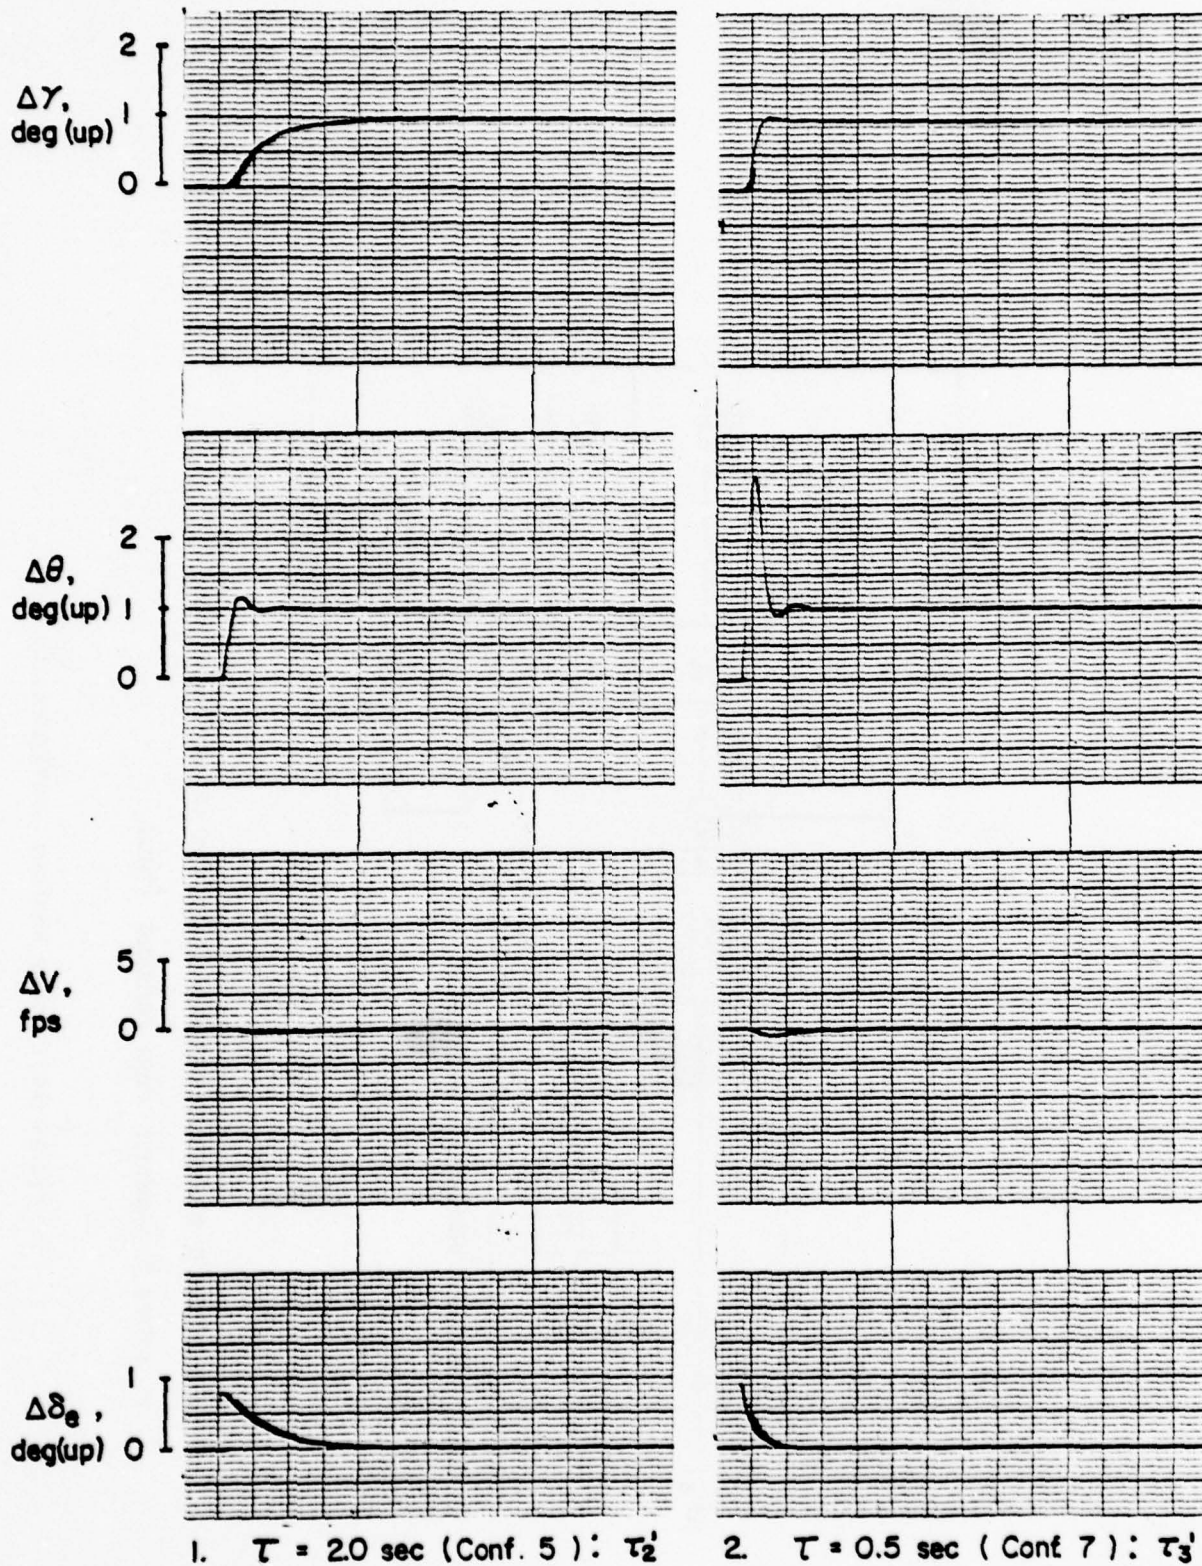 2
Δγ,
deg (up)
1
0
2
Δθ,
deg(up)
1
0
5
ΔV,
fps
0
1
Δδe,
deg(up)
0
1. τ = 2.0 sec (Conf. 5): τ₂'
2. τ = 0.5 sec (Conf 7): τ₃'